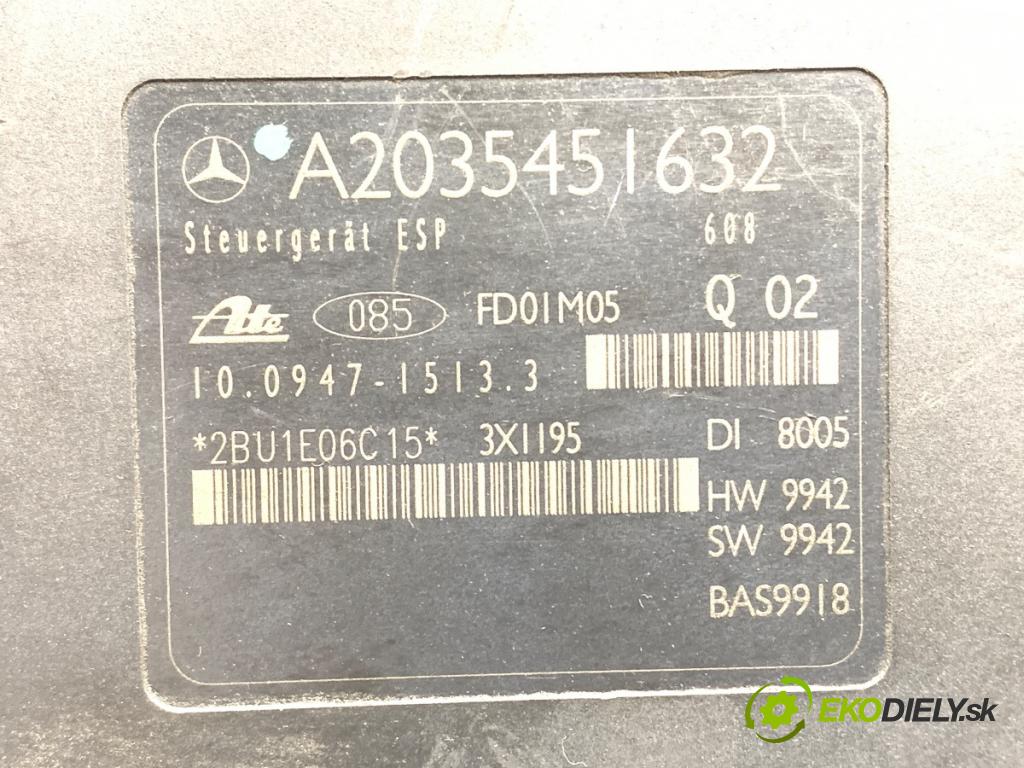 A2035451632
Steuergerät ESP 608
Ate 085 FD01M05 Q 02
10.0947-1513.3
*2BU1E06C15* 3X1195 DI 8005
HW 9942
SW 9942
BAS9918
EKODIELY.sk